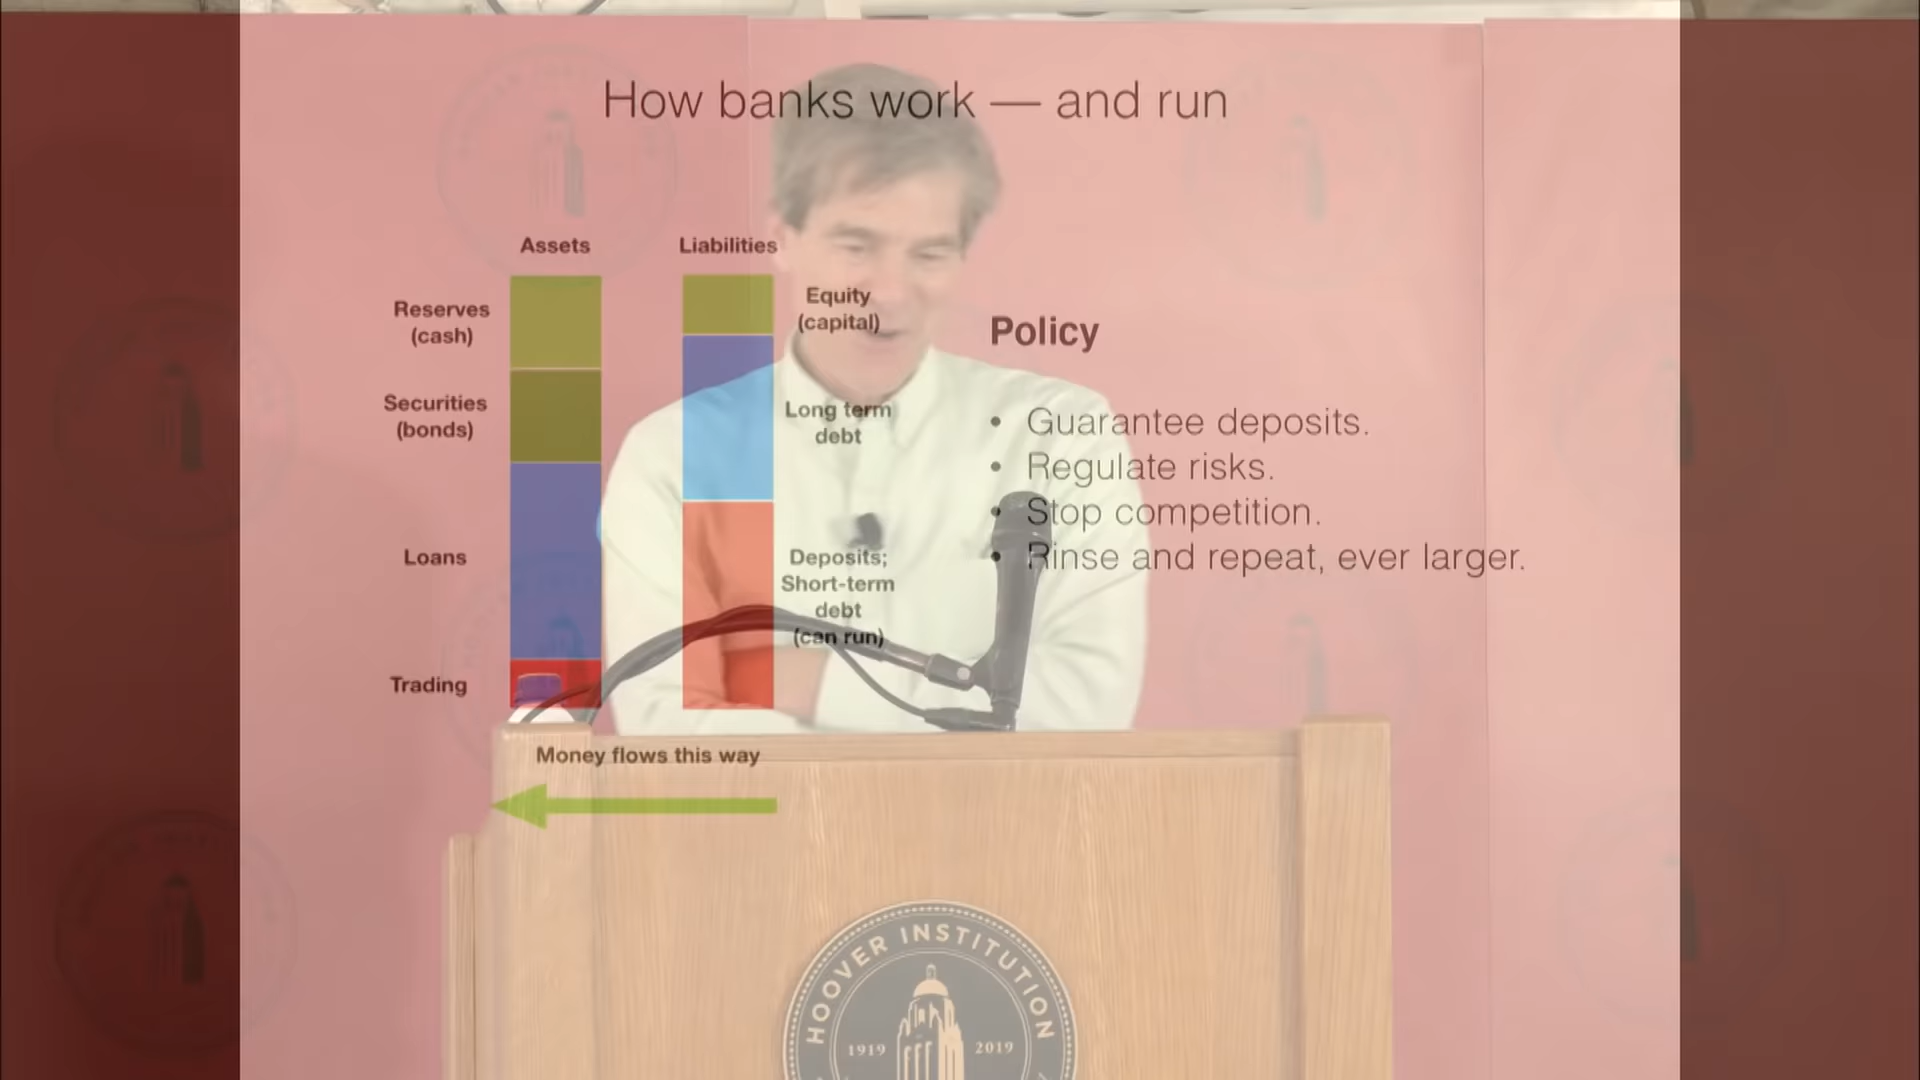 How banks work — and run
Assets
Liabilities
Reserves
(cash)
Securities
(bonds)
Loans
Trading
Equity
(capital)
Long term
debt
Deposits;
Short-term
debt
(can run)
Money flows this way
Policy
• Guarantee deposits.
• Regulate risks.
• Stop competition.
• Rinse and repeat, ever larger.
HOOVER INSTITUTION
1919 2019